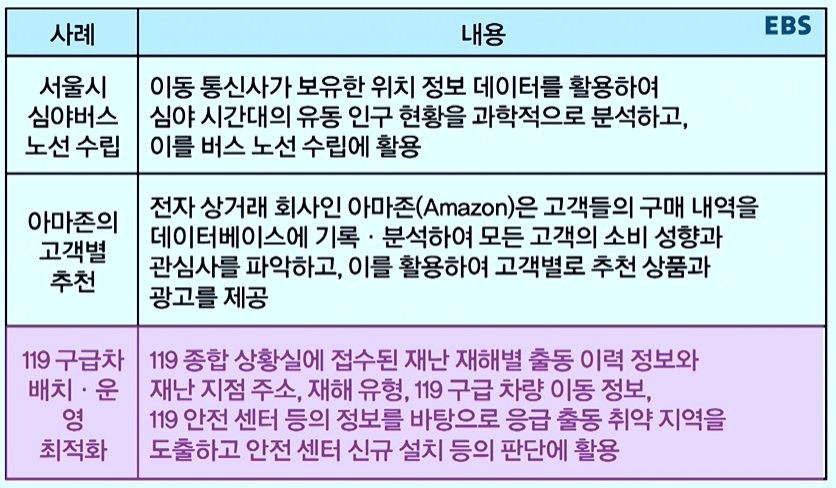 사례
내용
EBS
서울시
심야버스
노선 수립
이동 통신사가 보유한 위치 정보 데이터를 활용하여
심야 시간대의 유동 인구 현황을 과학적으로 분석하고,
이를 버스 노선 수립에 활용
아마존의
고객별
추천
전자 상거래 회사인 아마존(Amazon)은 고객들의 구매 내역을
데이터베이스에 기록 · 분석하여 모든 고객의 소비 성향과
관심사를 파악하고, 이를 활용하여 고객별로 추천 상품과
광고를 제공
119 구급차
배치 · 운
영
최적화
119 종합 상황실에 접수된 재난 재해별 출동 이력 정보와
재난 지점 주소, 재해 유형, 119 구급 차량 이동 정보,
119 안전 센터 등의 정보를 바탕으로 응급 출동 취약 지역을
도출하고 안전 센터 신규 설치 등의 판단에 활용